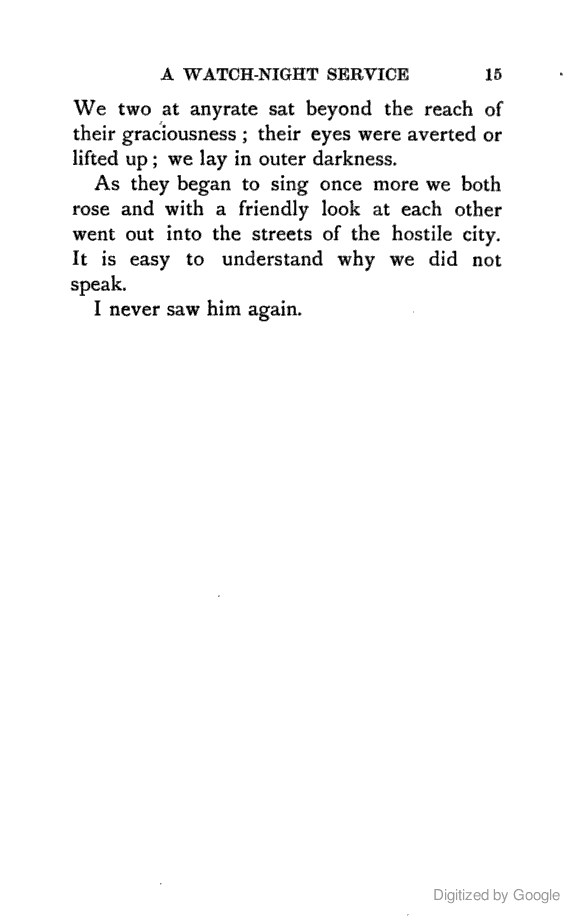 A WATCH-NIGHT SERVICE 15
We two at anyrate sat beyond the reach of
their graciousness ; their eyes were averted or
lifted up ; we lay in outer darkness.
As they began to sing once more we both
rose and with a friendly look at each other
went out into the streets of the hostile city.
It is easy to understand why we did not
speak.
I never saw him again.
Digitized by Google